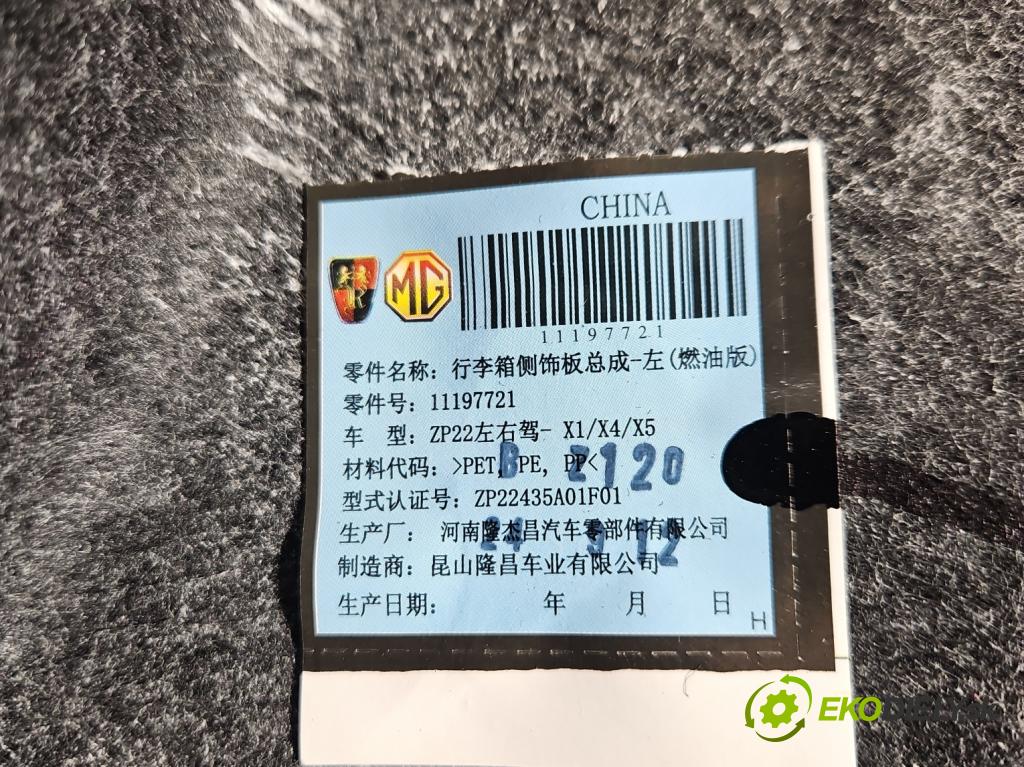 CHINA
MG
11197721
零件名称：行李箱侧饰板总成-左(燃油版)
零件号：11197721
车 型：ZP22左右驾- X1/X4/X5
材料代码：>PET, PE, PP<
B 2120
型式认证号：ZP22435A01F01
生产厂： 河南隆杰昌汽车零部件有限公司
24 12
制造商：昆山隆昌车业有限公司
生产日期： 年 月 日
H
EKO